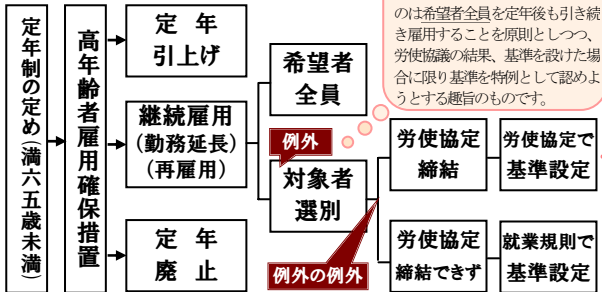 定年制の定め(満六五歳未満)
高年齢者雇用確保措置
定 年
引上げ
継続雇用
(勤務延長)
(再雇用)
定 年
廃 止
希望者
全員
例外
対象者
選別
例外の例外
のは希望者全員を定年後も引き続
き雇用することを原則としつつ、
労使協議の結果、基準を設けた場
合に限り基準を特例として認めよ
うとする趣旨のものです。
労使協定
締結
労使協定で
基準設定
労使協定
締結できず
就業規則で
基準設定